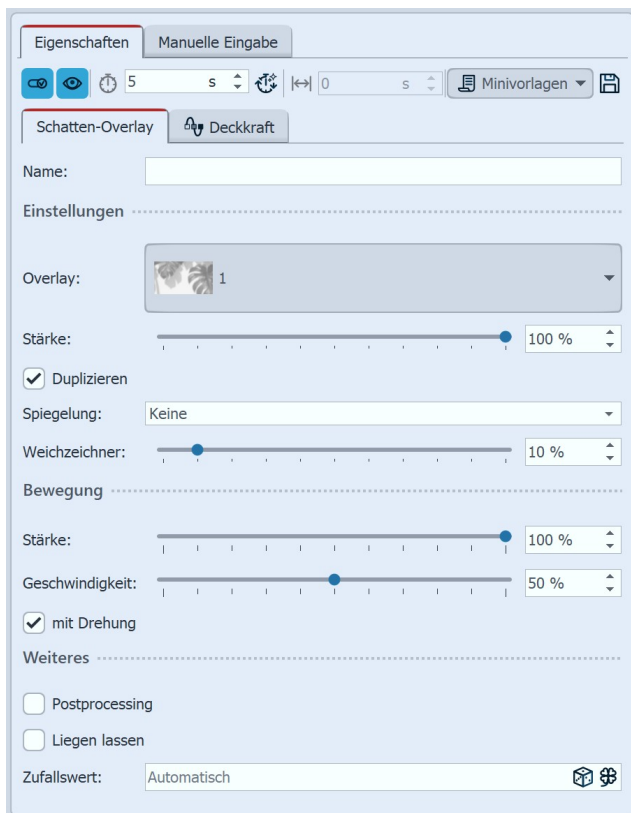 Eigenschaften Manuelle Eingabe
5 s 0 s Minivorlagen
Schatten-Overlay Deckkraft
Name:
Einstellungen
Overlay: 1
Stärke: 100 %
Duplizieren
Spiegelung: Keine
Weichzeichner: 10 %
Bewegung
Stärke: 100 %
Geschwindigkeit: 50 %
mit Drehung
Weiteres
Postprocessing
Liegen lassen
Zufallswert: Automatisch